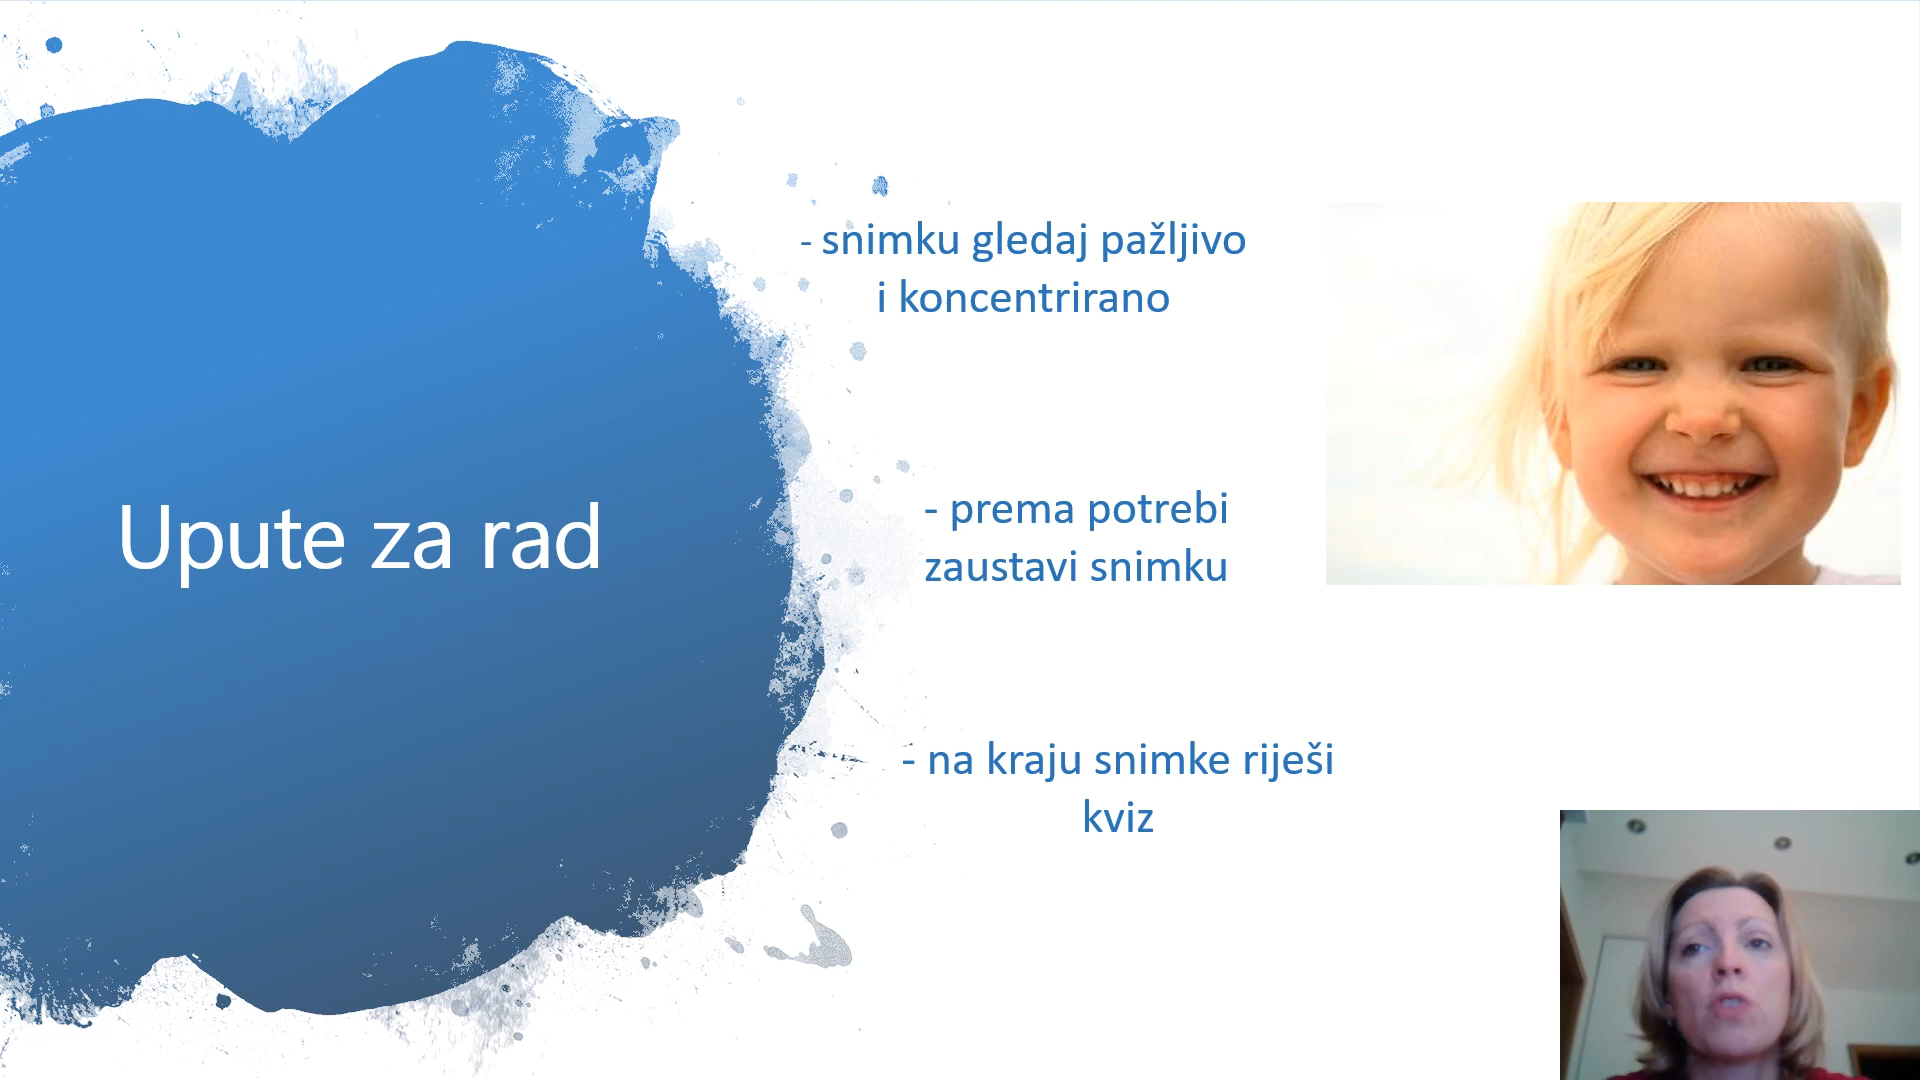 Upute za rad
- snimku gledaj pažljivo
i koncentrirano
- prema potrebi
zaustavi snimku
- na kraju snimke riješi
kviz